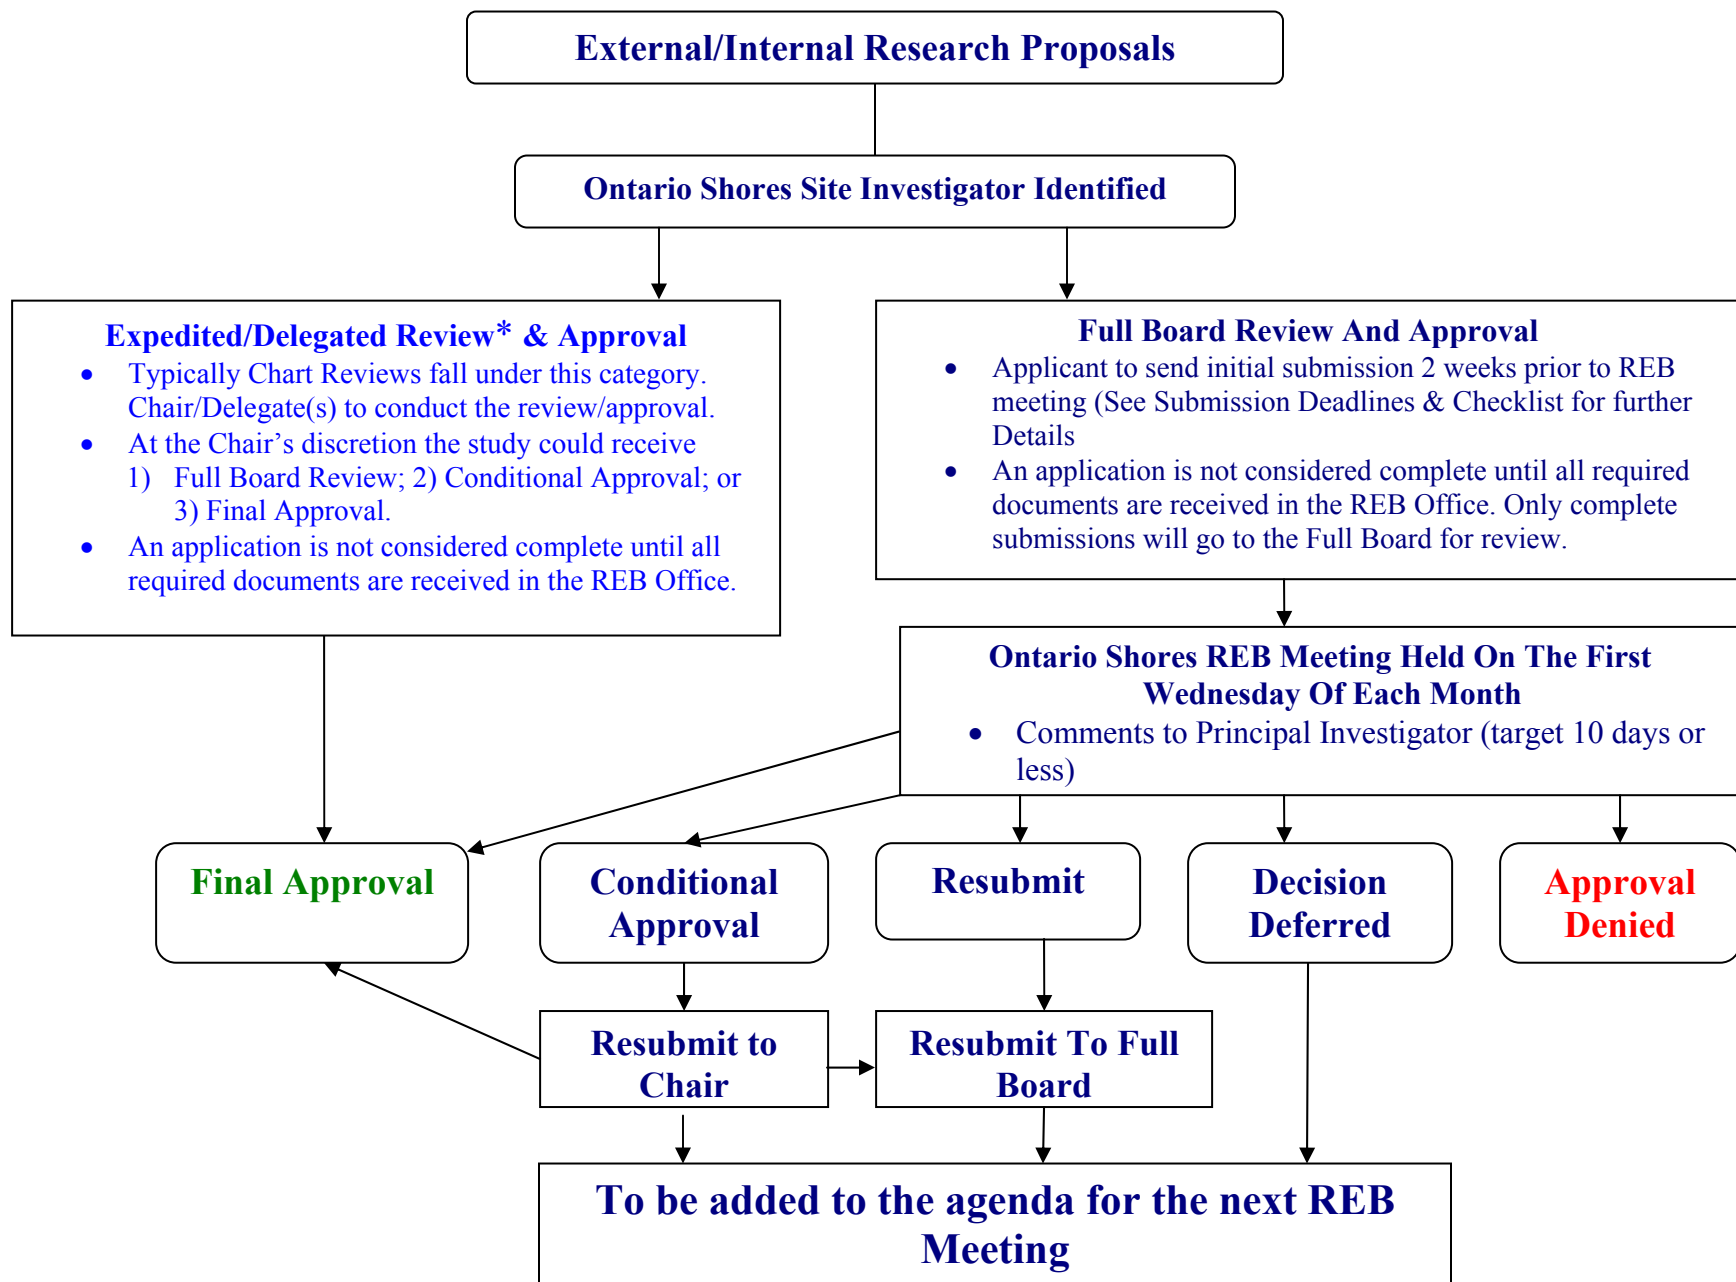 External/Internal Research Proposals
Ontario Shores Site Investigator Identified
Expedited/Delegated Review* & Approval
• Typically Chart Reviews fall under this category.
Chair/Delegate(s) to conduct the review/approval.
• At the Chair's discretion the study could receive
1) Full Board Review; 2) Conditional Approval; or
3) Final Approval.
• An application is not considered complete until all
required documents are received in the REB Office.
Full Board Review And Approval
• Applicant to send initial submission 2 weeks prior to REB
meeting (See Submission Deadlines & Checklist for further
Details
• An application is not considered complete until all required
documents are received in the REB Office. Only complete
submissions will go to the Full Board for review.
Ontario Shores REB Meeting Held On The First
Wednesday Of Each Month
• Comments to Principal Investigator (target 10 days or
less)
Final Approval
Conditional
Approval
Resubmit
Decision
Deferred
Approval
Denied
Resubmit to
Chair
Resubmit To Full
Board
To be added to the agenda for the next REB
Meeting